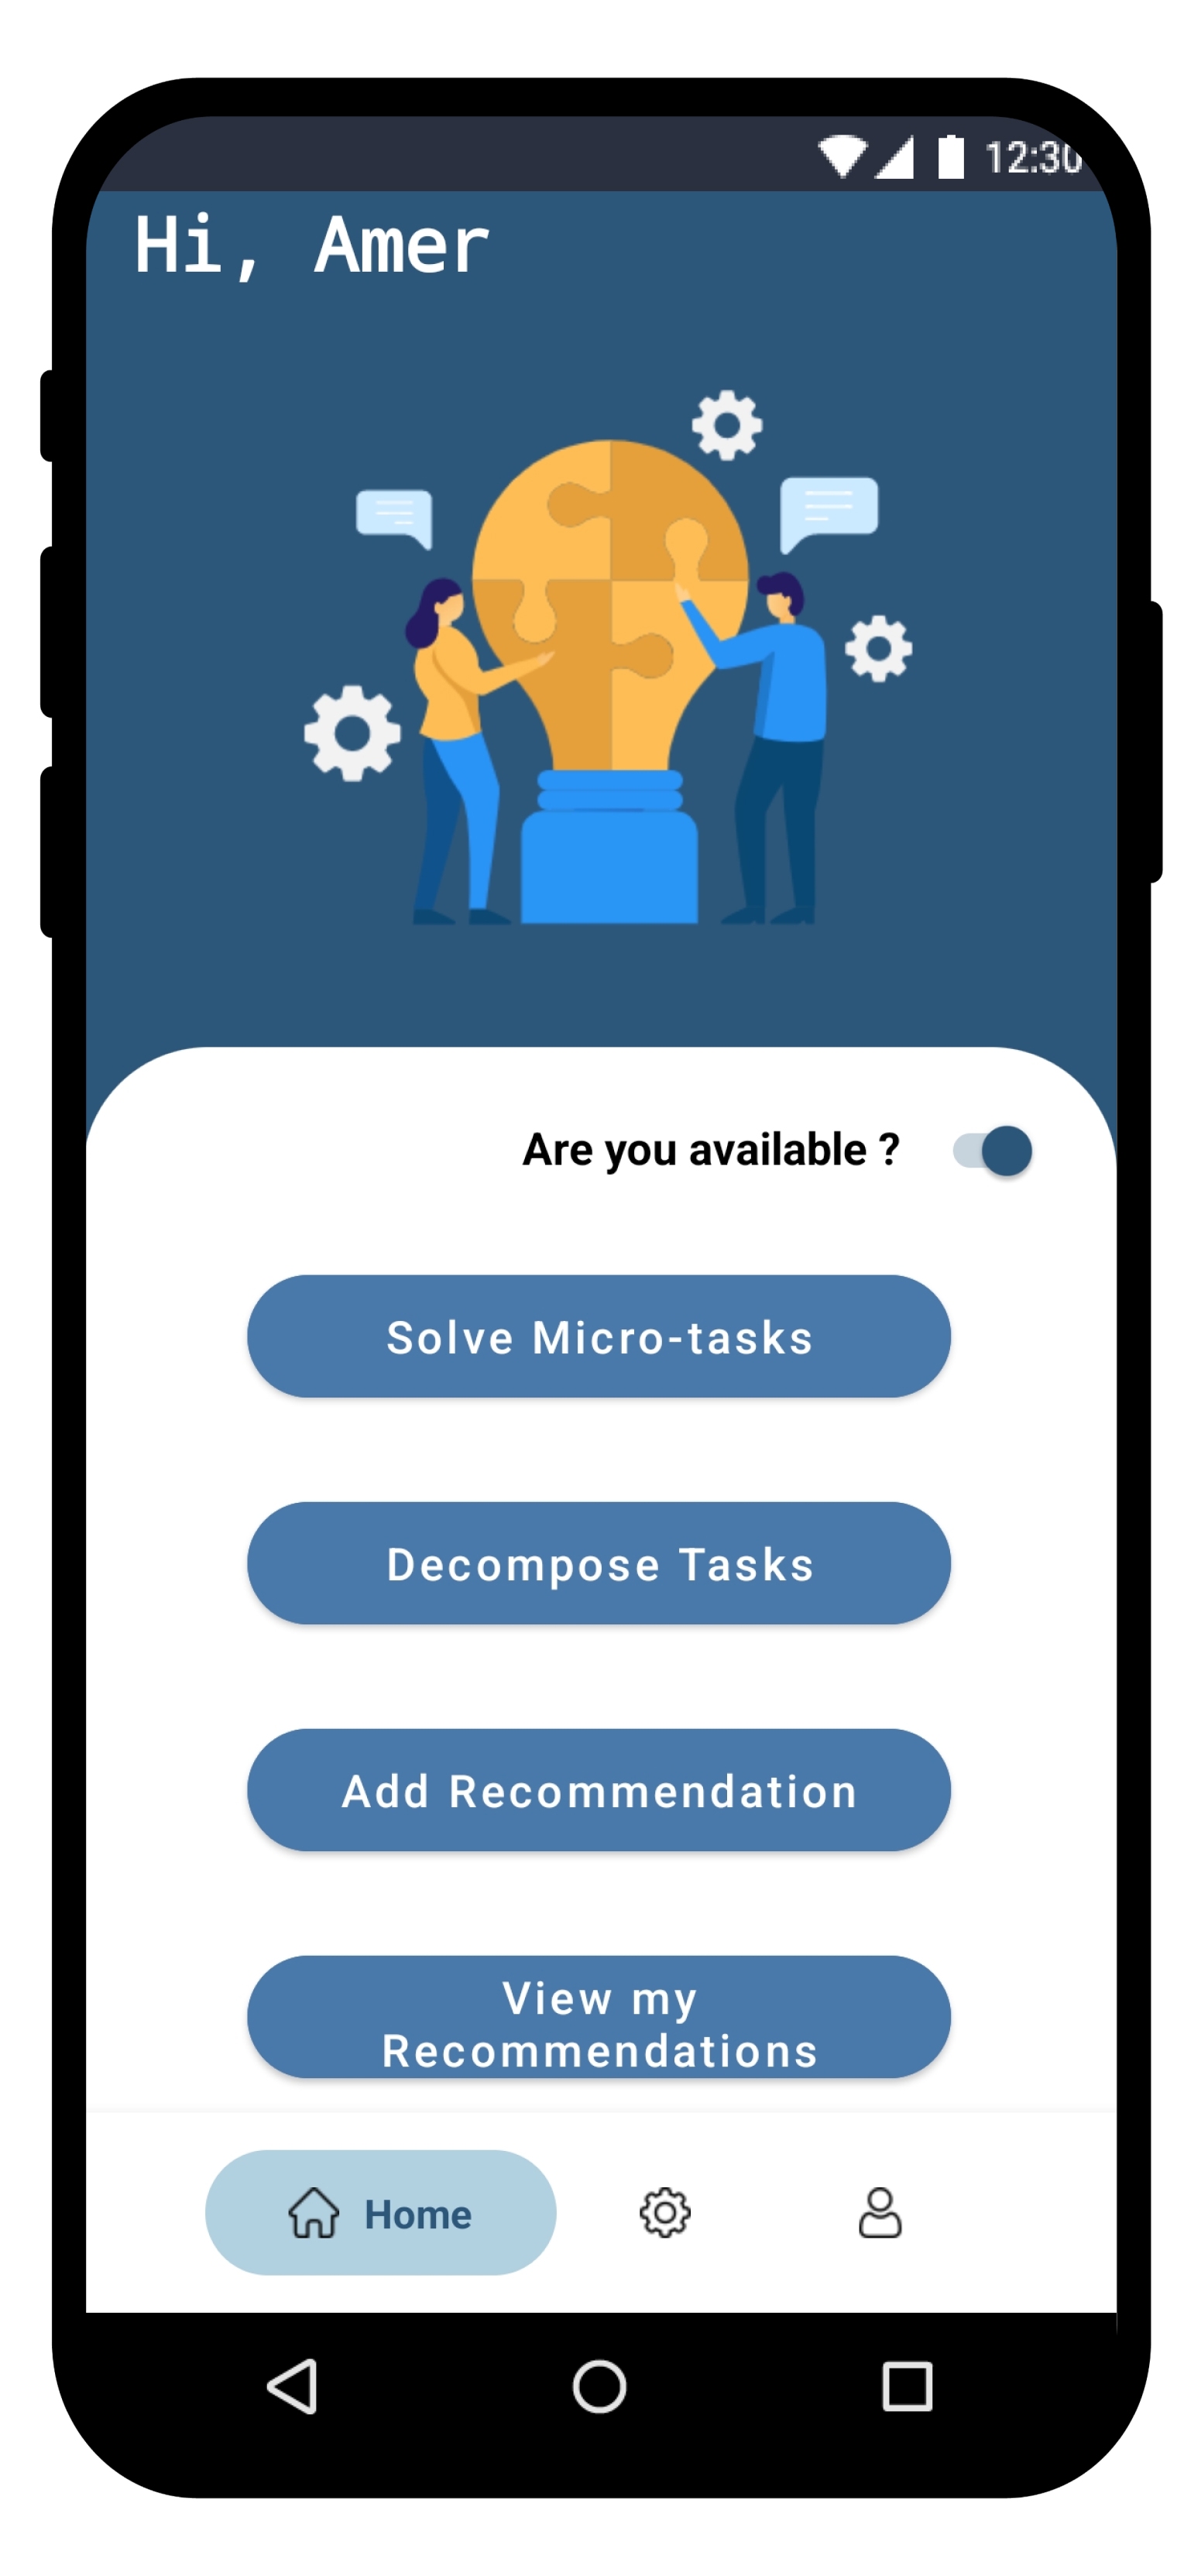 12:30
Hi, Amer
Are you available ?
Solve Micro-tasks
Decompose Tasks
Add Recommendation
View my
Recommendations
Home